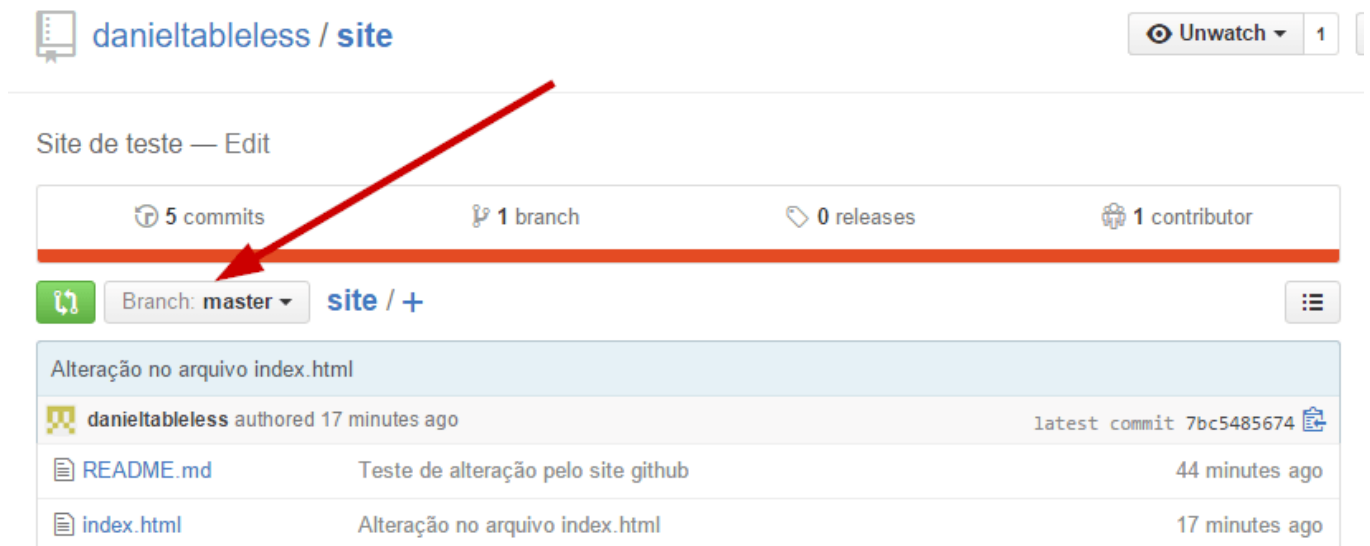 danieltableless / site
Unwatch 1
Site de teste — Edit
5 commits 1 branch 0 releases 1 contributor
Branch: master site / +
Alteração no arquivo index.html
danieltableless authored 17 minutes ago latest commit 7bc5485674
README.md Teste de alteração pelo site github 44 minutes ago
index.html Alteração no arquivo index.html 17 minutes ago